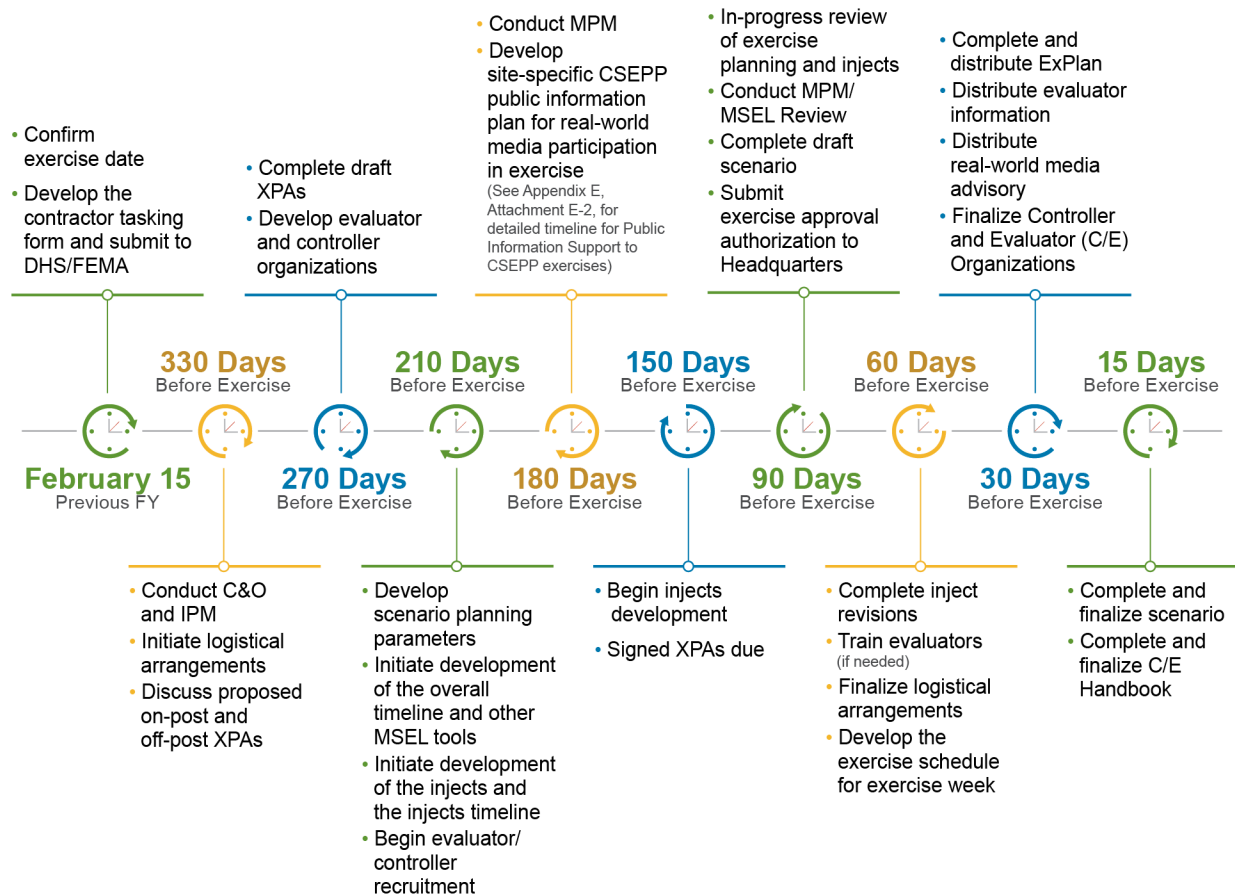 • Confirm
exercise date
• Develop the
contractor tasking
form and submit to
DHS/FEMA
February 15
Previous FY
330 Days
Before Exercise
• Conduct C&O
and IPM
• Initiate logistical
arrangements
• Discuss proposed
on-post and
off-post XPAs
• Complete draft
XPAs
• Develop evaluator
and controller
organizations
270 Days
Before Exercise
210 Days
Before Exercise
• Develop
scenario planning
parameters
• Initiate development
of the overall
timeline and other
MSEL tools
• Initiate development
of the injects and
the injects timeline
• Begin evaluator/
controller
recruitment
• Conduct MPM
• Develop
site-specific CSEPP
public information
plan for real-world
media participation
in exercise
(See Appendix E,
Attachment E-2, for
detailed timeline for Public
Information Support to
CSEPP exercises)
180 Days
Before Exercise
150 Days
Before Exercise
• Begin injects
development
• Signed XPAs due
• In-progress review
of exercise
planning and injects
• Conduct MPM/
MSEL Review
• Complete draft
scenario
• Submit
exercise approval
authorization to
Headquarters
90 Days
Before Exercise
60 Days
Before Exercise
• Complete inject
revisions
• Train evaluators
(if needed)
• Finalize logistical
arrangements
• Develop the
exercise schedule
for exercise week
• Complete and
distribute ExPlan
• Distribute evaluator
information
• Distribute
real-world media
advisory
• Finalize Controller
and Evaluator (C/E)
Organizations
30 Days
Before Exercise
15 Days
Before Exercise
• Complete and
finalize scenario
• Complete and
finalize C/E
Handbook